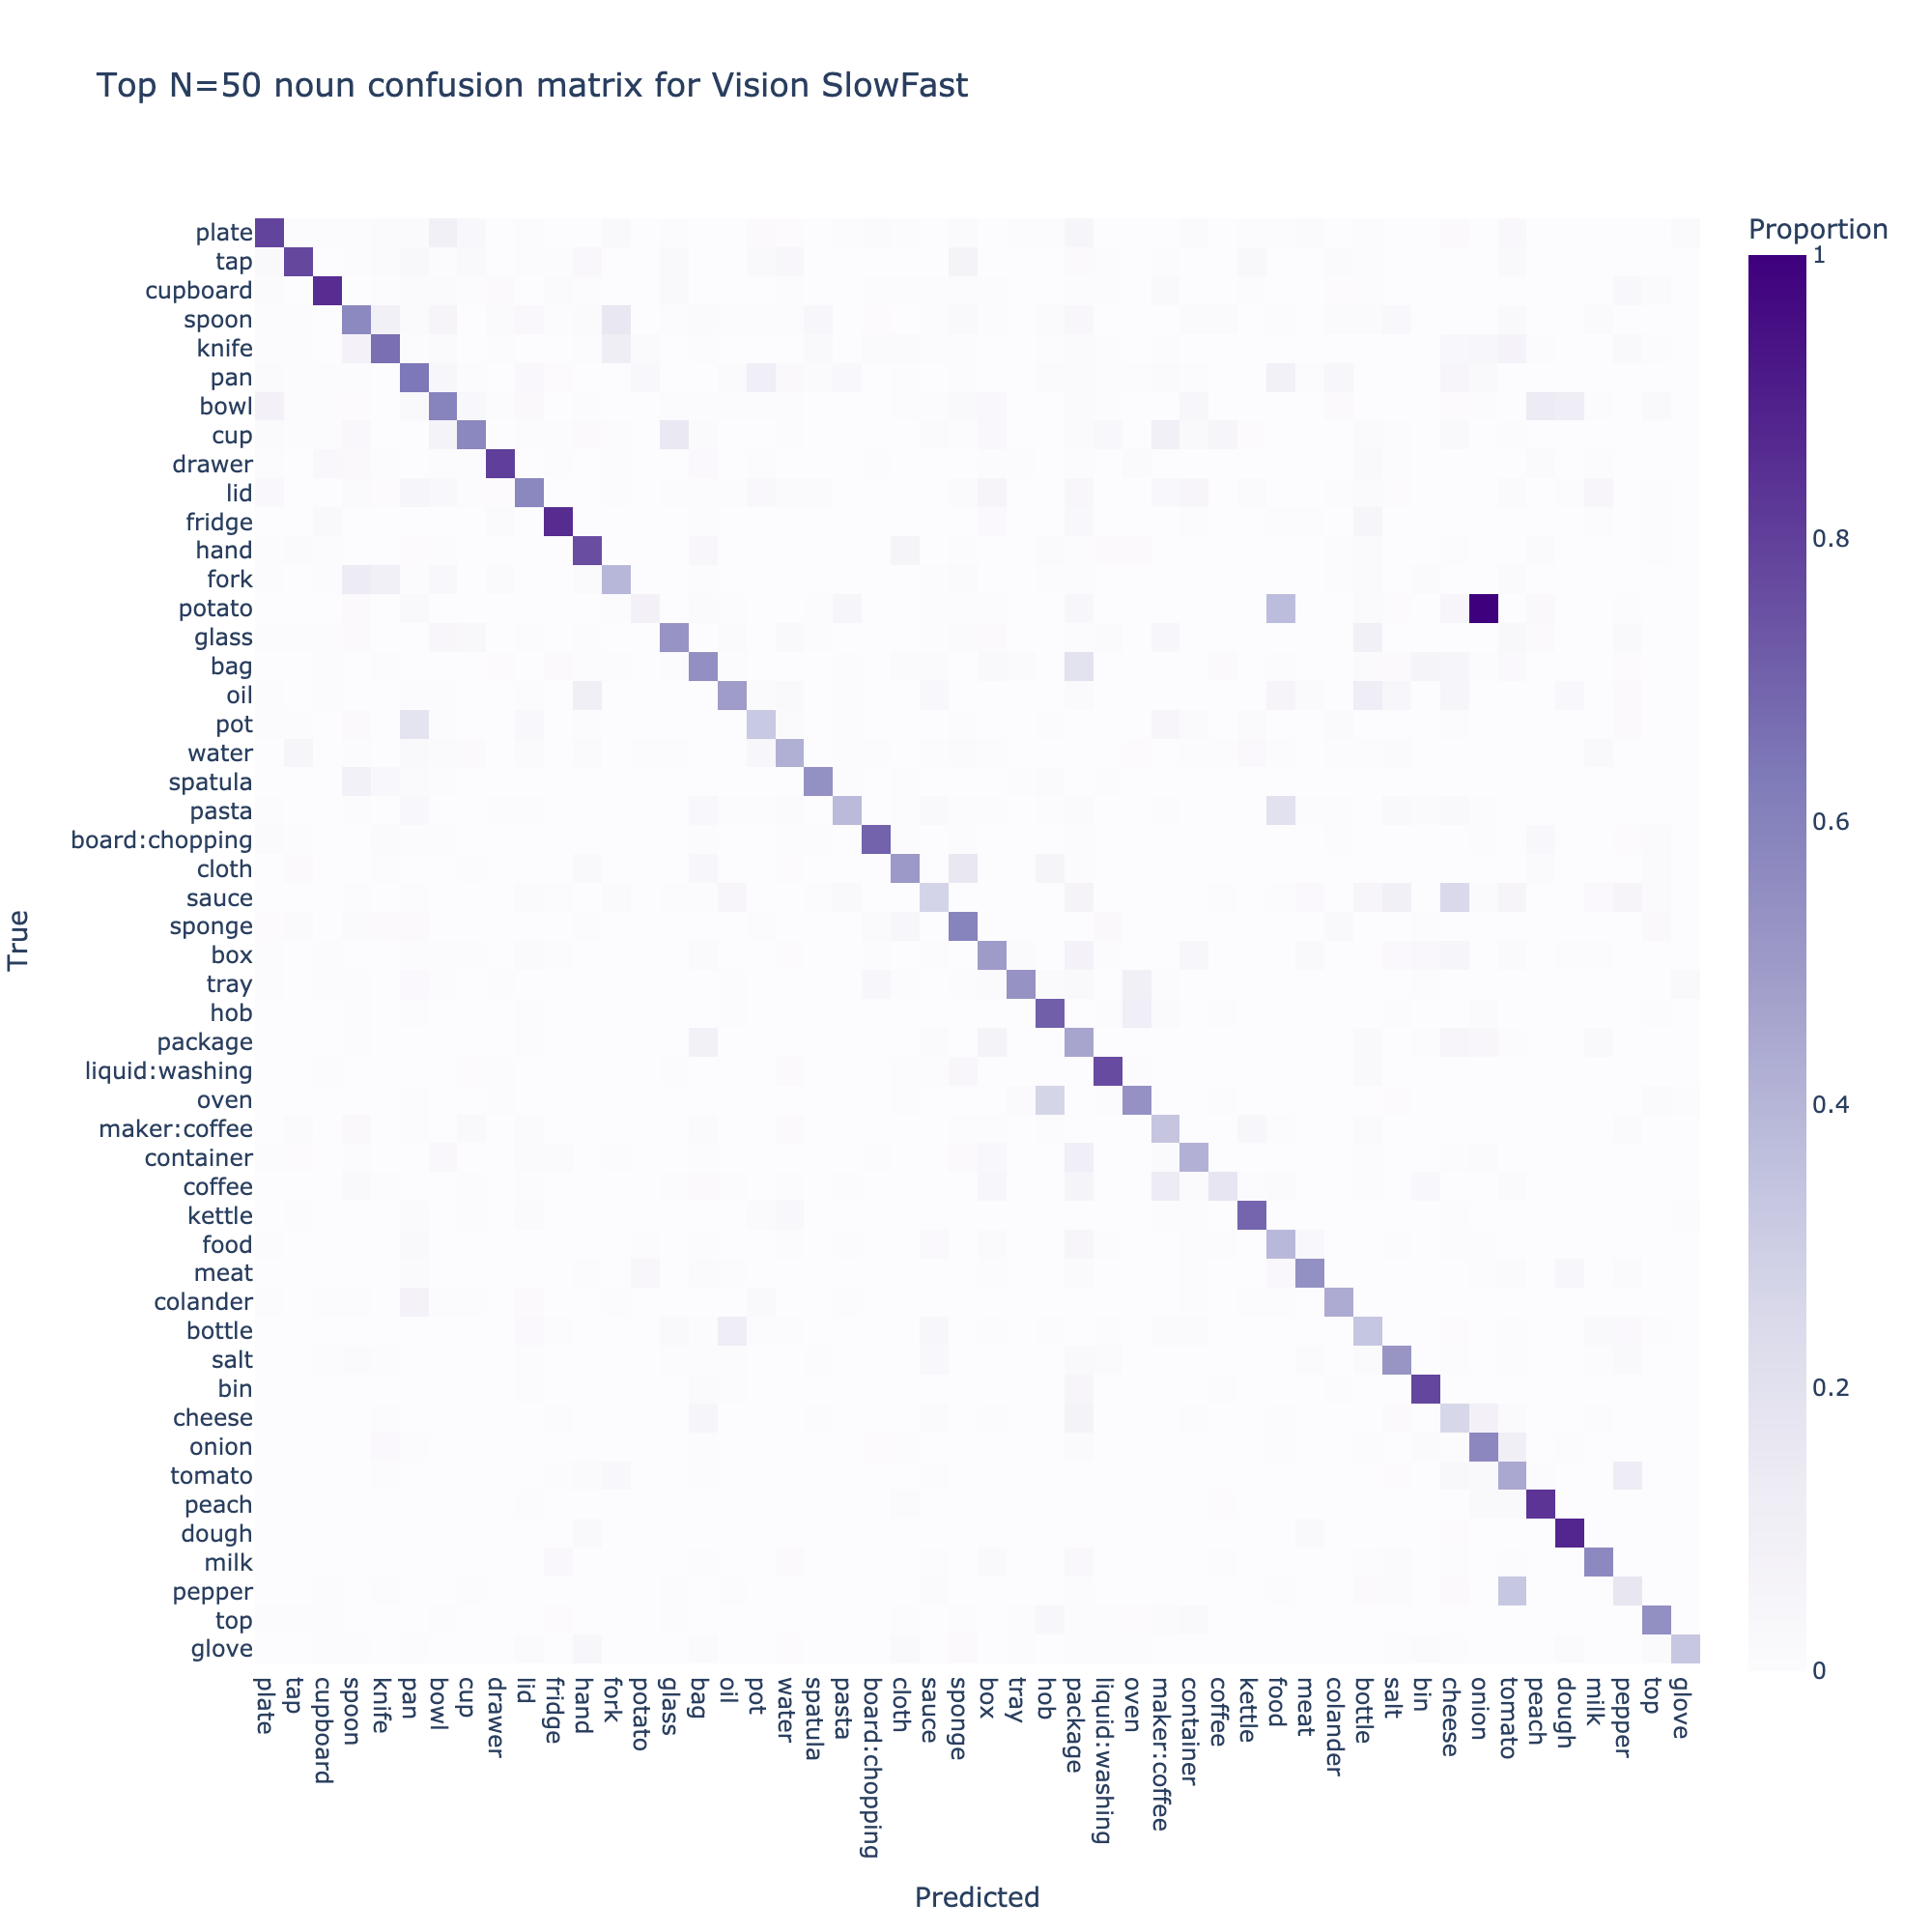 Top N=50 noun confusion matrix for Vision SlowFast
Proportion
1
0.8
0.6
0.4
0.2
0
True
plate
tap
cupboard
spoon
knife
pan
bowl
cup
drawer
lid
fridge
hand
fork
potato
glass
bag
oil
pot
water
spatula
pasta
board:chopping
cloth
sauce
sponge
box
tray
hob
package
liquid:washing
oven
maker:coffee
container
coffee
kettle
food
meat
colander
bottle
salt
bin
cheese
onion
tomato
peach
dough
milk
pepper
top
glove
plate
tap
cupboard
spoon
knife
pan
bowl
cup
drawer
lid
fridge
hand
fork
potato
glass
bag
oil
pot
water
spatula
pasta
board:chopping
cloth
sauce
sponge
box
tray
hob
package
liquid:washing
oven
maker:coffee
container
coffee
kettle
food
meat
colander
bottle
salt
bin
cheese
onion
tomato
peach
dough
milk
pepper
top
glove
Predicted